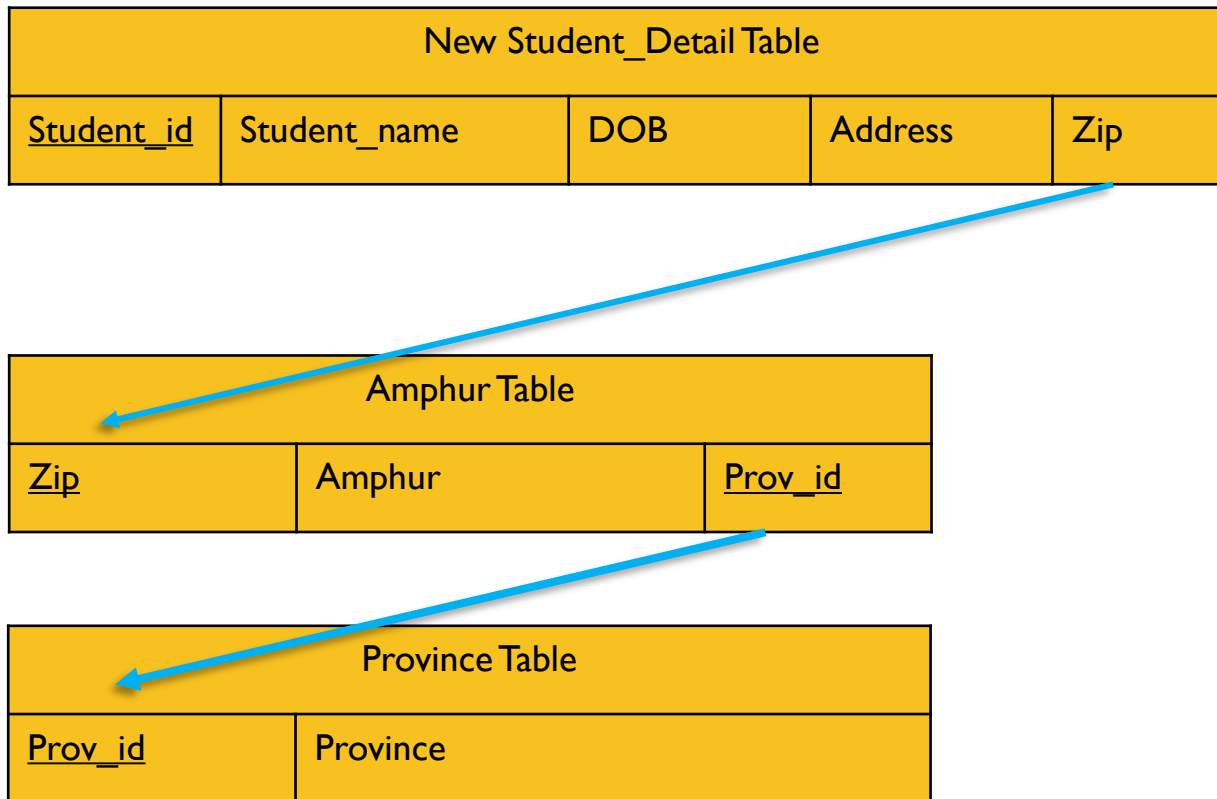 New Student_Detail Table
Student_id Student_name DOB Address Zip
Amphur Table
Zip Amphur Prov_id
Province Table
Prov_id Province